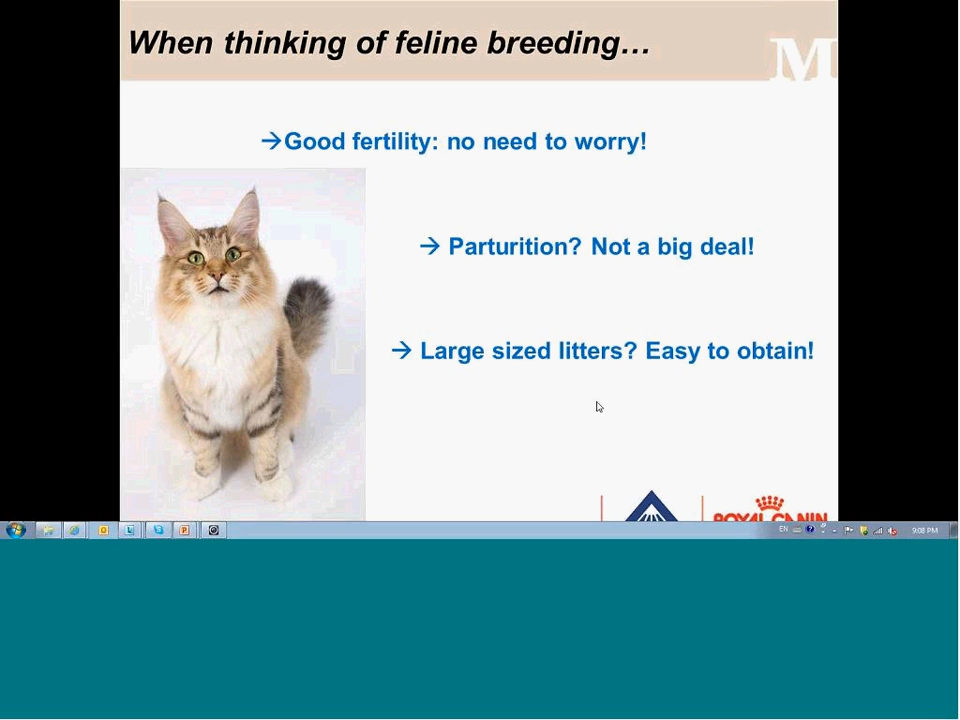 When thinking of feline breeding…
M
→Good fertility: no need to worry!
→ Parturition? Not a big deal!
→ Large sized litters? Easy to obtain!
ROYAL CANIN
EN
9:08 PM